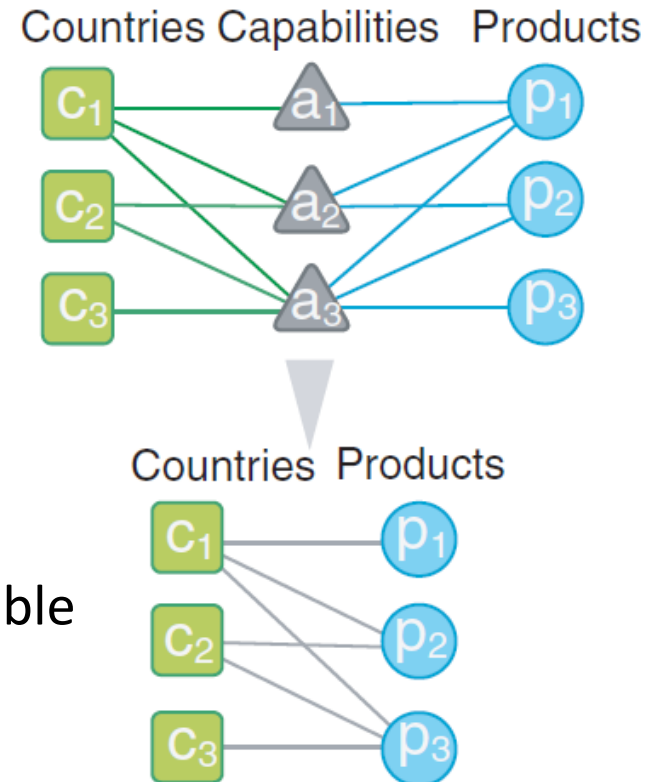 Countries Capabilities Products
c1 a1 p1
c2 a2 p2
c3 a3 p3
Countries Products
c1 p1
ble
c2 p2
c3 p3